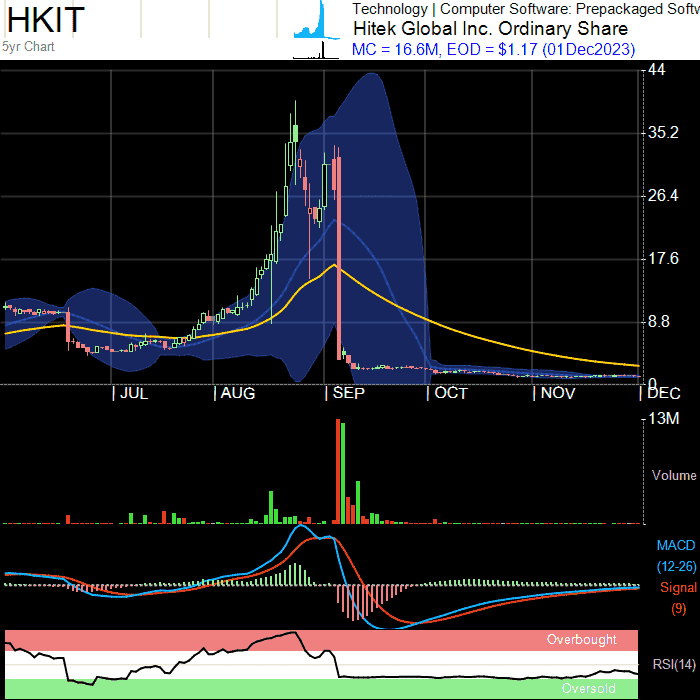 HKIT
5yr Chart
Technology | Computer Software: Prepackaged Softw
Hitek Global Inc. Ordinary Share
MC = 16.6M, EOD = $1.17 (01Dec2023)
44
35.2
26.4
17.6
8.8
0
JUL
AUG
SEP
OCT
NOV
DEC
13M
Volume
MACD
(12-26)
Signal
(9)
Overbought
RSI(14)
Oversold